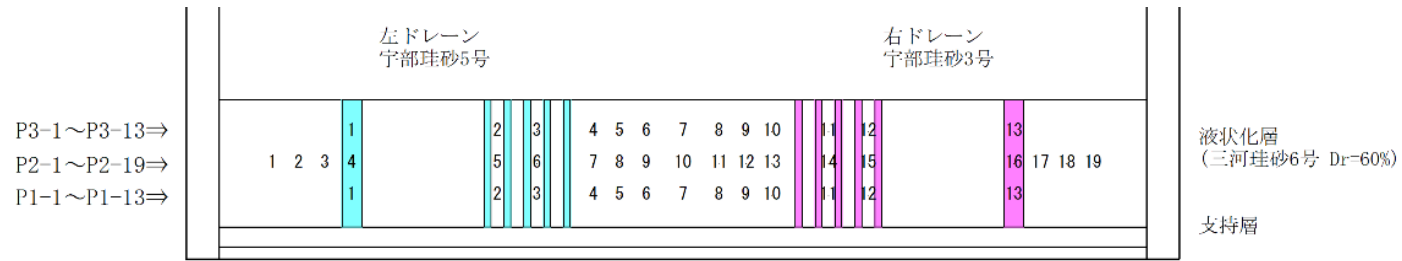 左ドレーン
宇部珪砂5号
右ドレーン
宇部珪砂3号
P3-1～P3-13⇒ 1 2 3 4 5 6 7 8 9 10 11 12 13
P2-1～P2-19⇒ 1 2 3 4 5 6 7 8 9 10 11 12 13 14 15 16 17 18 19
P1-1～P1-13⇒ 1 2 3 4 5 6 7 8 9 10 11 12 13
液状化層
(三河珪砂6号 Dr=60%)
支持層